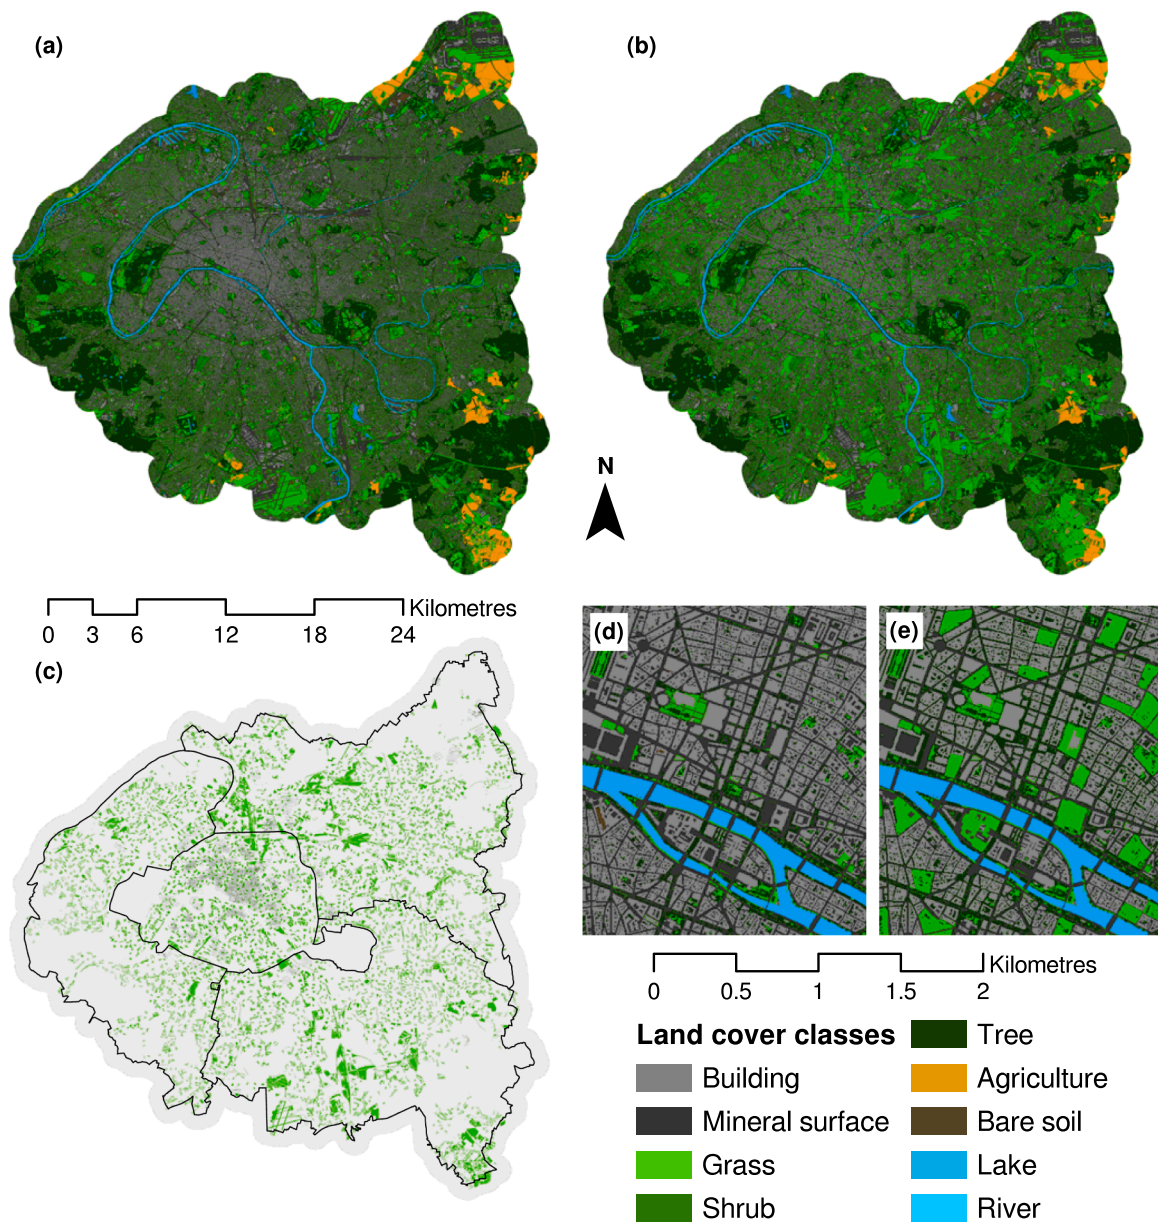 (a)
(b)
N
Kilometres
0 3 6 12 18 24
(c)
(d)
(e)
Kilometres
0 0.5 1 1.5 2
Land cover classes
Building
Mineral surface
Grass
Shrub
Tree
Agriculture
Bare soil
Lake
River